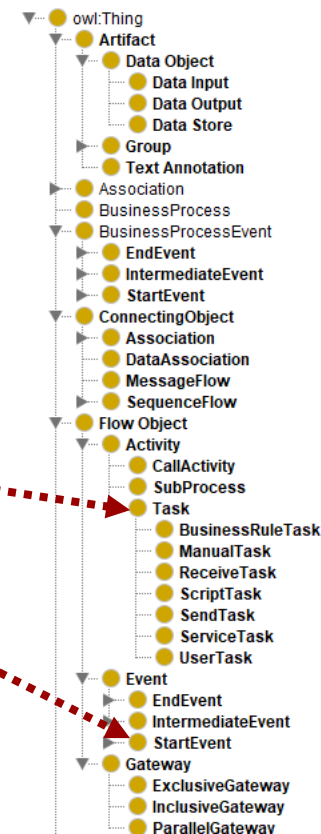 owl:Thing
Artifact
Data Object
Data Input
Data Output
Data Store
Group
Text Annotation
Association
BusinessProcess
BusinessProcessEvent
EndEvent
IntermediateEvent
StartEvent
ConnectingObject
Association
DataAssociation
MessageFlow
SequenceFlow
Flow Object
Activity
CallActivity
SubProcess
Task
BusinessRuleTask
ManualTask
ReceiveTask
ScriptTask
SendTask
ServiceTask
UserTask
Event
EndEvent
IntermediateEvent
StartEvent
Gateway
ExclusiveGateway
InclusiveGateway
ParallelGateway